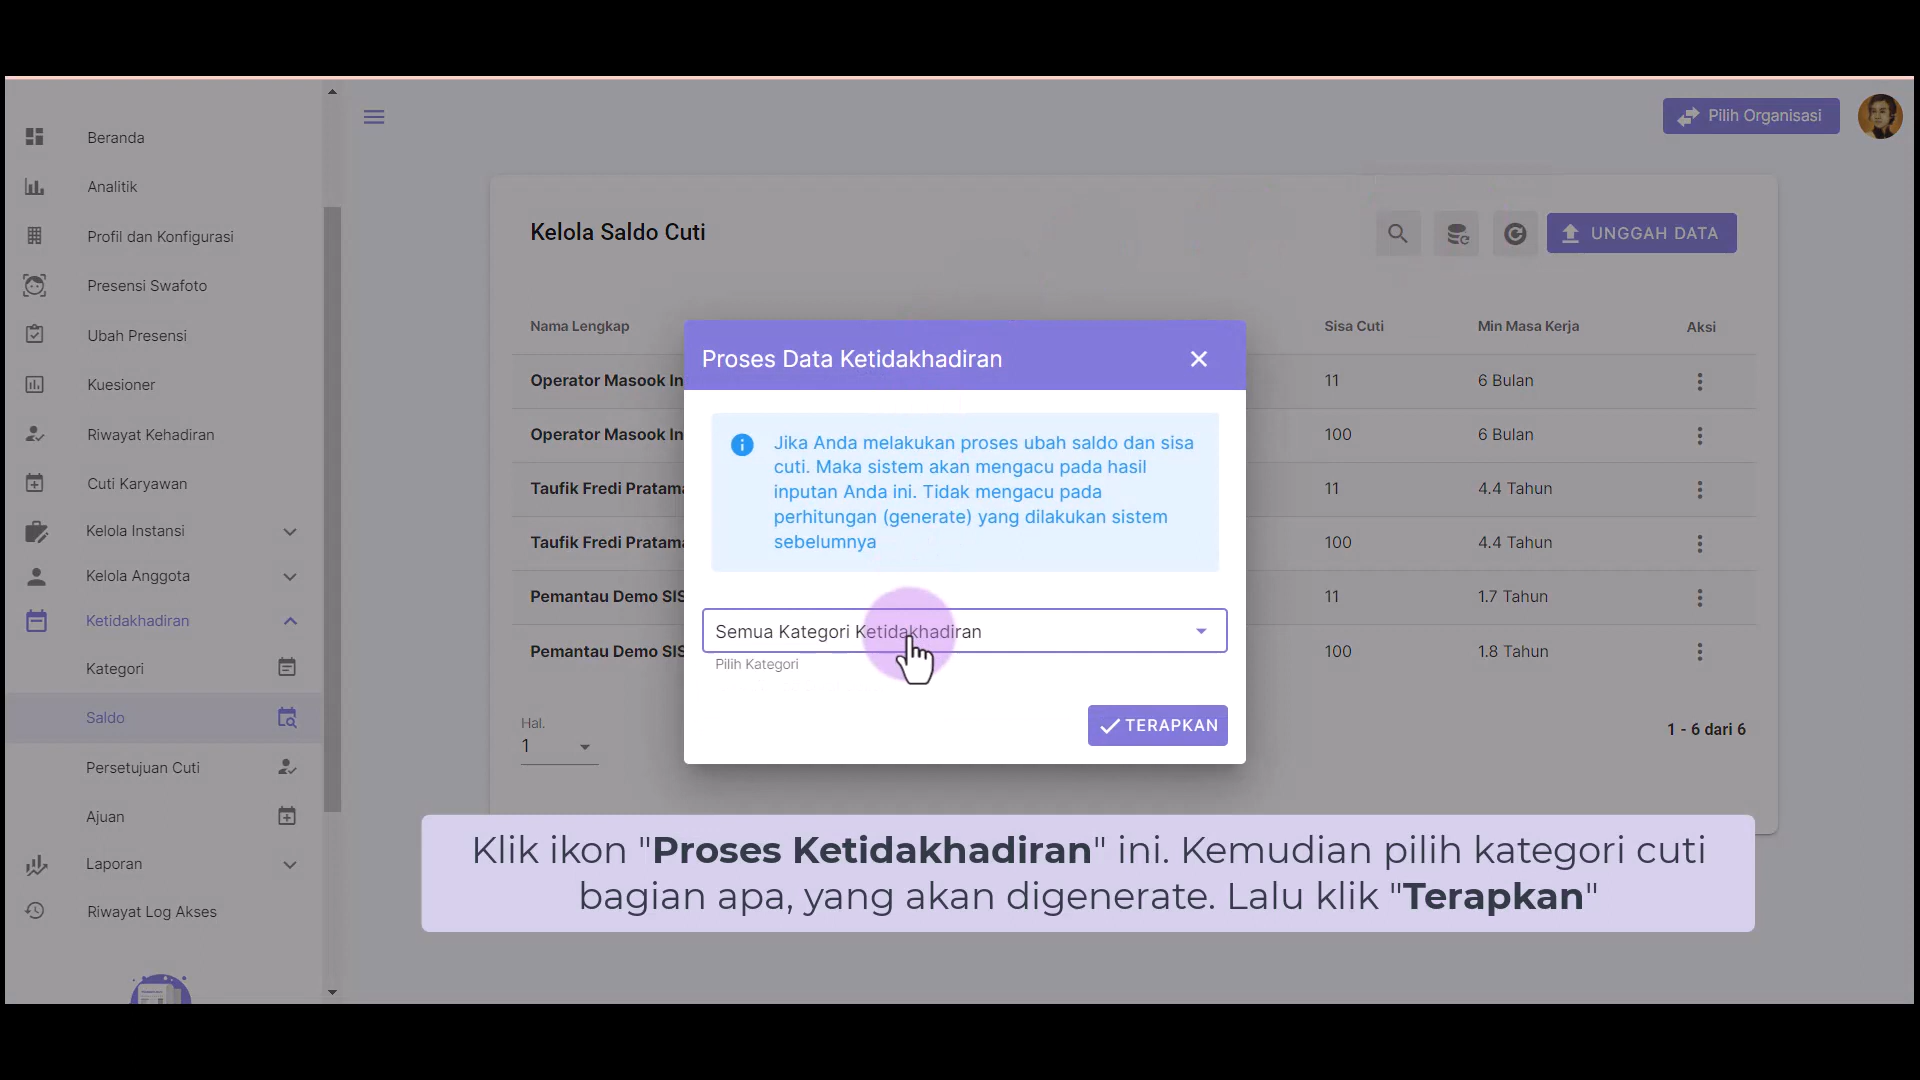 Pilih Organisasi
Beranda
Analitik
Profil dan Konfigurasi
Presensi Swafoto
Ubah Presensi
Kuesioner
Riwayat Kehadiran
Cuti Karyawan
Kelola Instansi
Kelola Anggota
Ketidakhadiran
Kategori
Saldo
Persetujuan Cuti
Ajuan
Laporan
Riwayat Log Akses
Kelola Saldo Cuti
UNGGAH DATA
Nama Lengkap Sisa Cuti Min Masa Kerja Aksi
Operator Masook In 11 6 Bulan
Operator Masook In 100 6 Bulan
Taufik Fredi Pratama 11 4.4 Tahun
Taufik Fredi Pratama 100 4.4 Tahun
Pemantau Demo SIS 11 1.7 Tahun
Pemantau Demo SIS 100 1.8 Tahun
Hal.
1
1 - 6 dari 6
Proses Data Ketidakhadiran
Jika Anda melakukan proses ubah saldo dan sisa
cuti. Maka sistem akan mengacu pada hasil
inputan Anda ini. Tidak mengacu pada
perhitungan (generate) yang dilakukan sistem
sebelumnya
Semua Kategori Ketidakhadiran
Pilih Kategori
TERAPKAN
Klik ikon "Proses Ketidakhadiran" ini. Kemudian pilih kategori cuti
bagian apa, yang akan digenerate. Lalu klik "Terapkan"